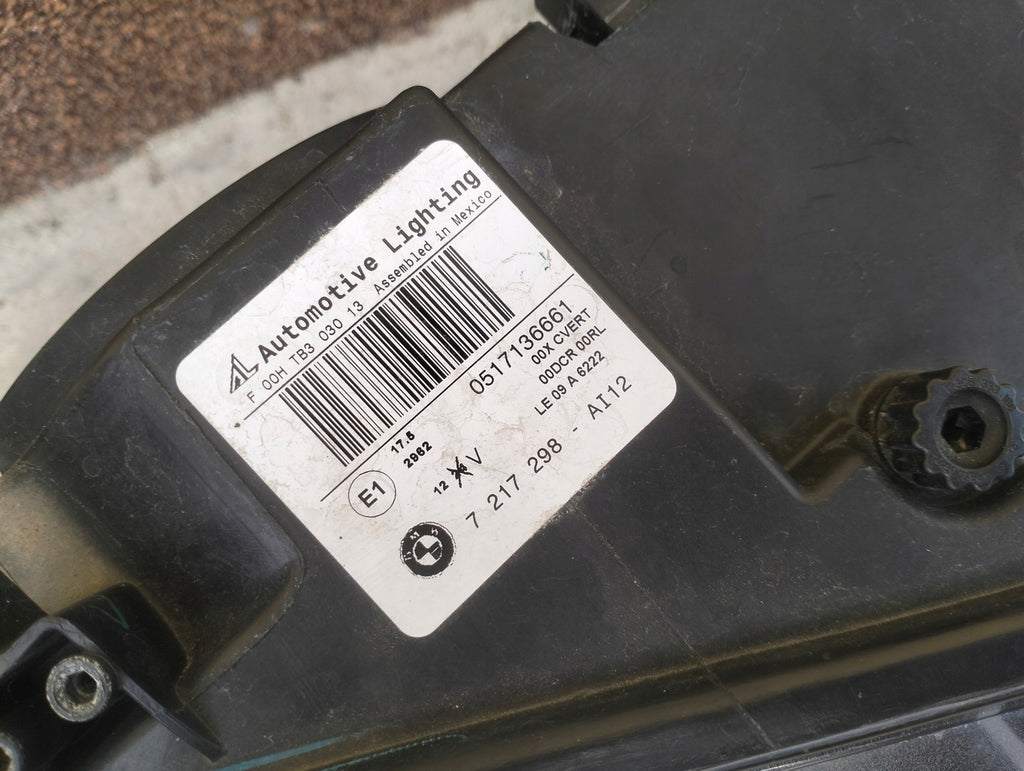 AL Automotive Lighting
F 00H TB3 030 13 Assembled in Mexico
0517136661
17.5
2962
00X CVERT
00DCR 00RL
LE 09 A 6222
E1
12 V
7 217 298 - AI12